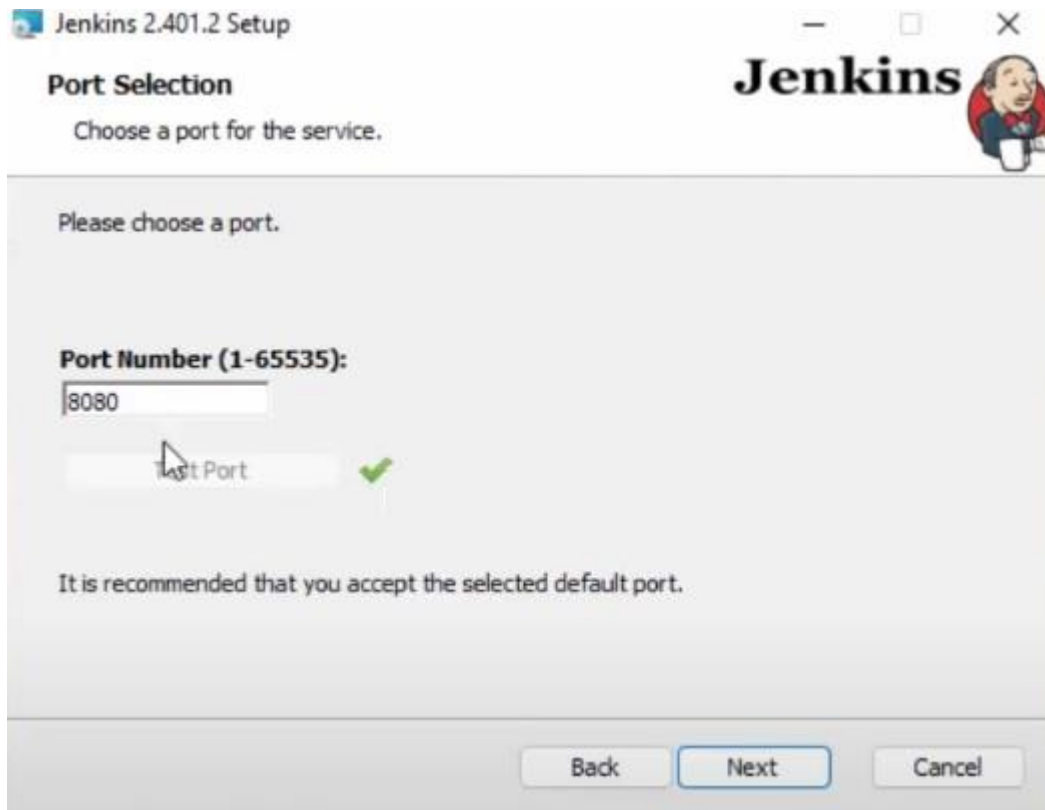 Jenkins 2.401.2 Setup
Port Selection
Jenkins
Choose a port for the service.
Please choose a port.
Port Number (1-65535):
8080
Test Port
It is recommended that you accept the selected default port.
Back
Next
Cancel